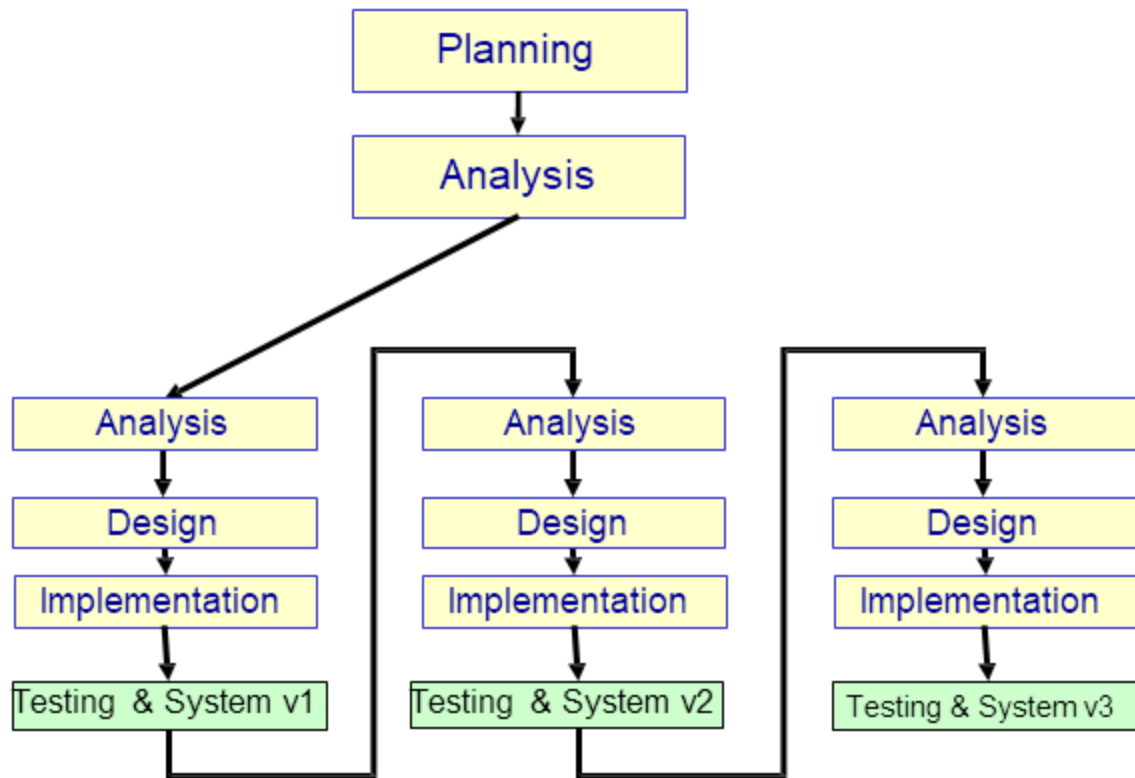 Planning
Analysis
Analysis
Design
Implementation
Testing & System v1
Analysis
Design
Implementation
Testing & System v2
Analysis
Design
Implementation
Testing & System v3